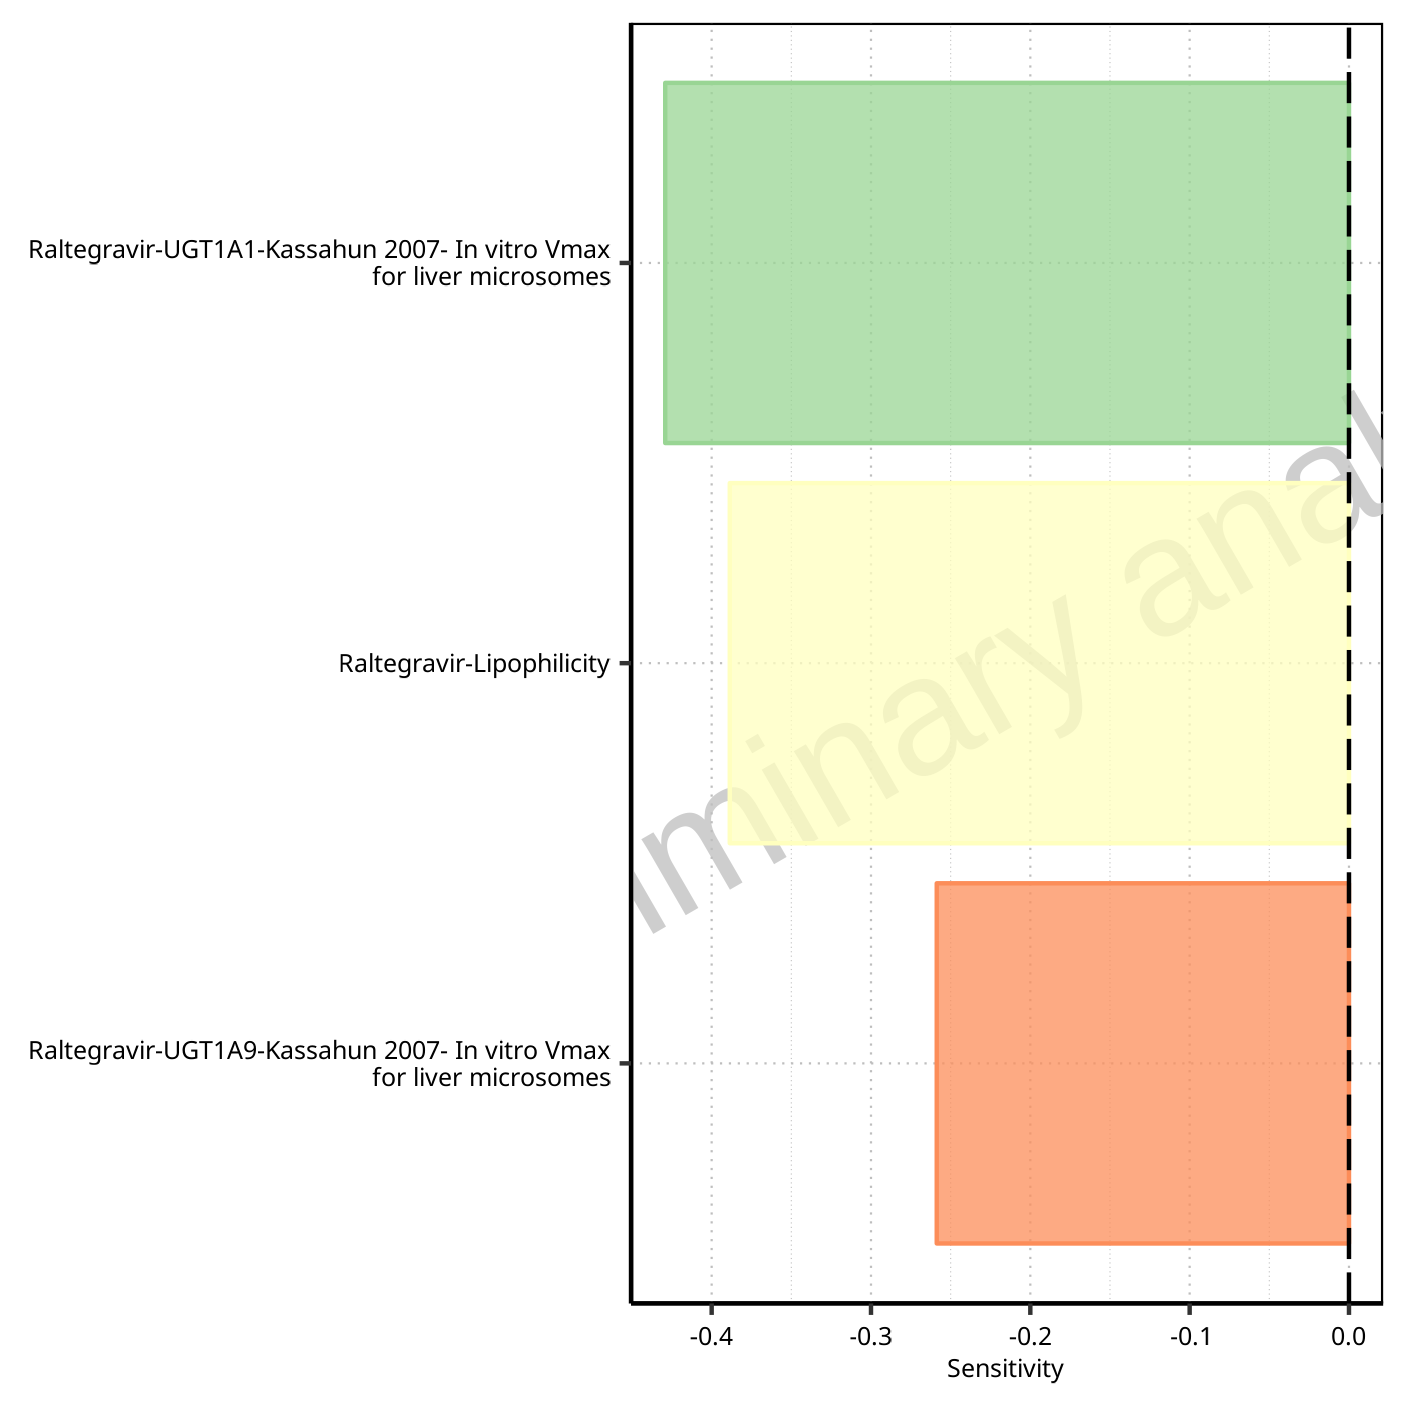 Raltegravir-UGT1A1-Kassahun 2007- In vitro Vmax
for liver microsomes
Raltegravir-Lipophilicity
Raltegravir-UGT1A9-Kassahun 2007- In vitro Vmax
for liver microsomes
minary anal
-0.4 -0.3 -0.2 -0.1 0.0
Sensitivity